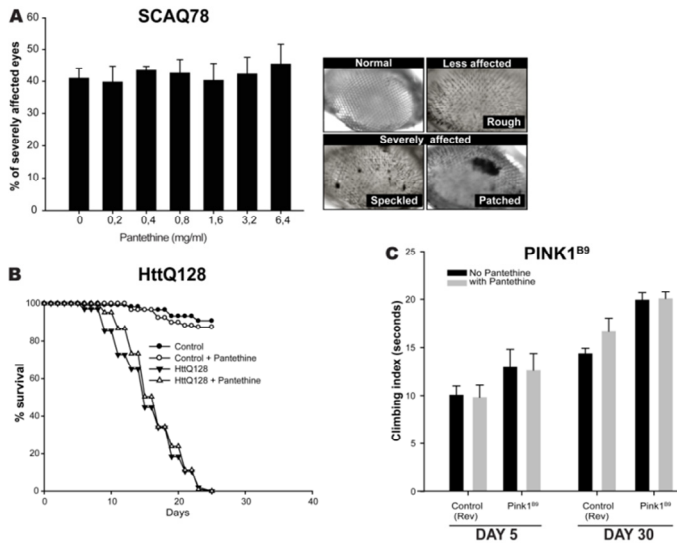 A
SCAQ78
% of severely affected eyes
60
50
40
30
20
10
0
0 0,2 0,4 0,8 1,6 3,2 6,4
Pantethine (mg/ml)
Normal Less affected
Rough
Severely affected
Speckled Patched
B
HttQ128
% survival
100
80
60
40
20
0
0 10 20 30 40
Days
Control
Control + Pantethine
HttQ128
HttQ128 + Pantethine
C
PINK1B9
No Pantethine
with Pantethine
Climbing index (seconds)
25
20
15
10
5
0
Control (Rev) Pink1B9 Control (Rev) Pink1B9
DAY 5 DAY 30